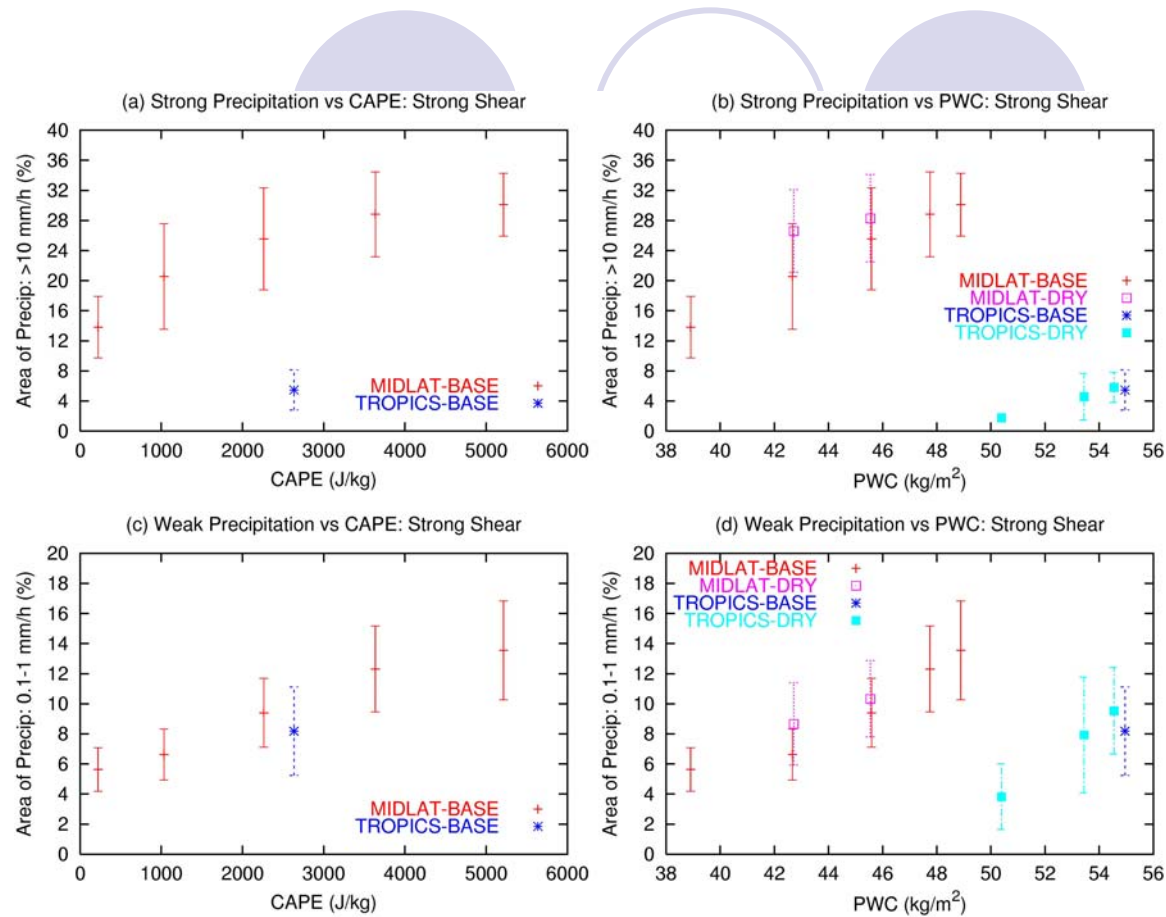 (a) Strong Precipitation vs CAPE: Strong Shear
Area of Precip: >10 mm/h (%)
40
36
32
28
24
20
16
12
8
4
0
MIDLAT-BASE
TROPICS-BASE
0 1000 2000 3000 4000 5000 6000
CAPE (J/kg)
(b) Strong Precipitation vs PWC: Strong Shear
Area of Precip: >10 mm/h (%)
40
36
32
28
24
20
16
12
8
4
0
MIDLAT-BASE
MIDLAT-DRY
TROPICS-BASE
TROPICS-DRY
38 40 42 44 46 48 50 52 54 56
PWC (kg/m²)
(c) Weak Precipitation vs CAPE: Strong Shear
Area of Precip: 0.1-1 mm/h (%)
20
18
16
14
12
10
8
6
4
2
0
MIDLAT-BASE
TROPICS-BASE
0 1000 2000 3000 4000 5000 6000
CAPE (J/kg)
(d) Weak Precipitation vs PWC: Strong Shear
Area of Precip: 0.1-1 mm/h (%)
20
18
16
14
12
10
8
6
4
2
0
MIDLAT-BASE
MIDLAT-DRY
TROPICS-BASE
TROPICS-DRY
38 40 42 44 46 48 50 52 54 56
PWC (kg/m²)